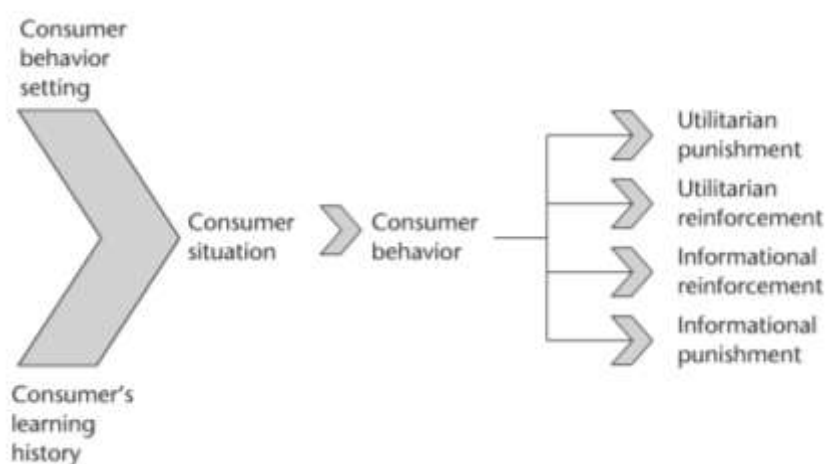 Consumer
behavior
setting
Consumer's
learning
history
Consumer
situation
Consumer
behavior
Utilitarian
punishment
Utilitarian
reinforcement
Informational
reinforcement
Informational
punishment